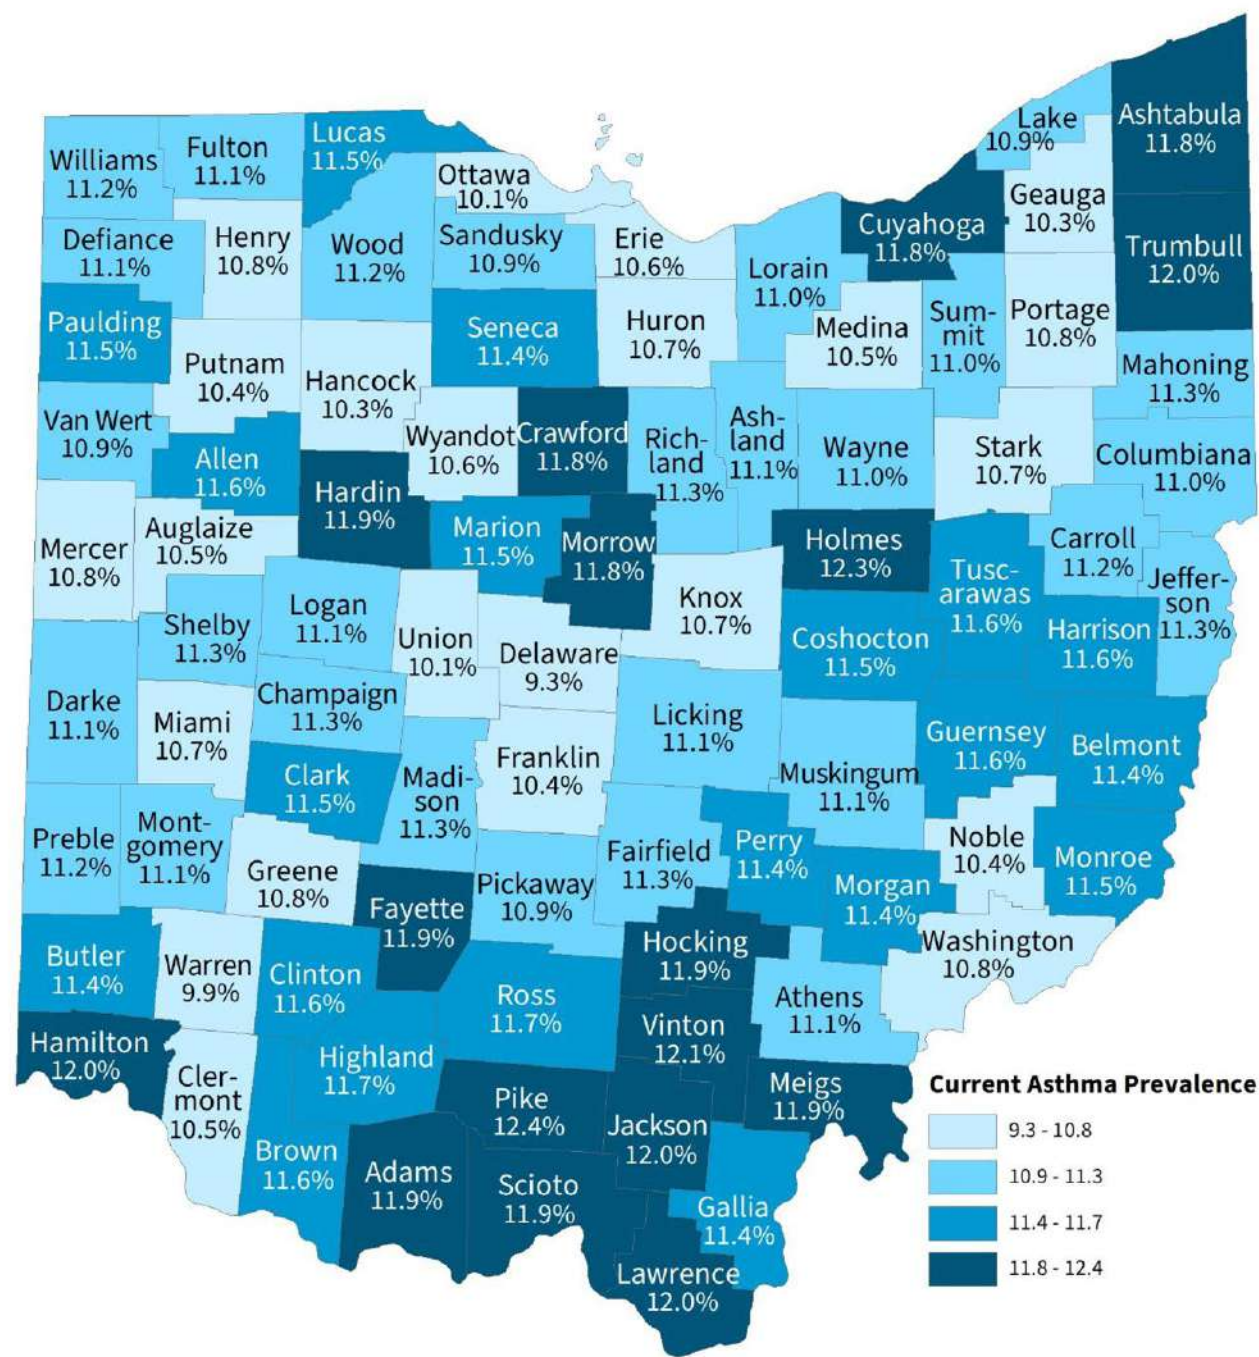 Lake
10.9%
Ashtabula
11.8%
Lucas
11.5%
Williams
11.2%
Fulton
11.1%
Ottawa
10.1%
Geauga
10.3%
Cuyahoga
11.8%
Defiance
11.1%
Henry
10.8%
Wood
11.2%
Sandusky
10.9%
Erie
10.6%
Lorain
11.0%
Trumbull
12.0%
Paulding
11.5%
Seneca
11.4%
Huron
10.7%
Medina
10.5%
Sum-
mit
11.0%
Portage
10.8%
Putnam
10.4%
Hancock
10.3%
Mahoning
11.3%
Van Wert
10.9%
Allen
11.6%
Wyandot
10.6%
Crawford
11.8%
Rich-
land
11.3%
Ash-
land
11.1%
Wayne
11.0%
Stark
10.7%
Columbiana
11.0%
Hardin
11.9%
Mercer
10.8%
Auglaize
10.5%
Marion
11.5%
Morrow
11.8%
Holmes
12.3%
Carroll
11.2%
Tusc-
arawas
11.6%
Jeffer-
son
11.3%
Shelby
11.3%
Logan
11.1%
Union
10.1%
Delaware
9.3%
Knox
10.7%
Coshocton
11.5%
Harrison
11.6%
Darke
11.1%
Miami
10.7%
Champaign
11.3%
Licking
11.1%
Guernsey
11.6%
Belmont
11.4%
Clark
11.5%
Madi-
son
11.3%
Franklin
10.4%
Muskingum
11.1%
Preble
11.2%
Mont-
gomery
11.1%
Greene
10.8%
Pickaway
10.9%
Fairfield
11.3%
Perry
11.4%
Morgan
11.4%
Noble
10.4%
Monroe
11.5%
Fayette
11.9%
Butler
11.4%
Warren
9.9%
Clinton
11.6%
Hocking
11.9%
Washington
10.8%
Ross
11.7%
Athens
11.1%
Hamilton
12.0%
Cler-
mont
10.5%
Highland
11.7%
Vinton
12.1%
Meigs
11.9%
Pike
12.4%
Jackson
12.0%
Brown
11.6%
Adams
11.9%
Scioto
11.9%
Gallia
11.4%
Lawrence
12.0%
Current Asthma Prevalence
9.3 - 10.8
10.9 - 11.3
11.4 - 11.7
11.8 - 12.4